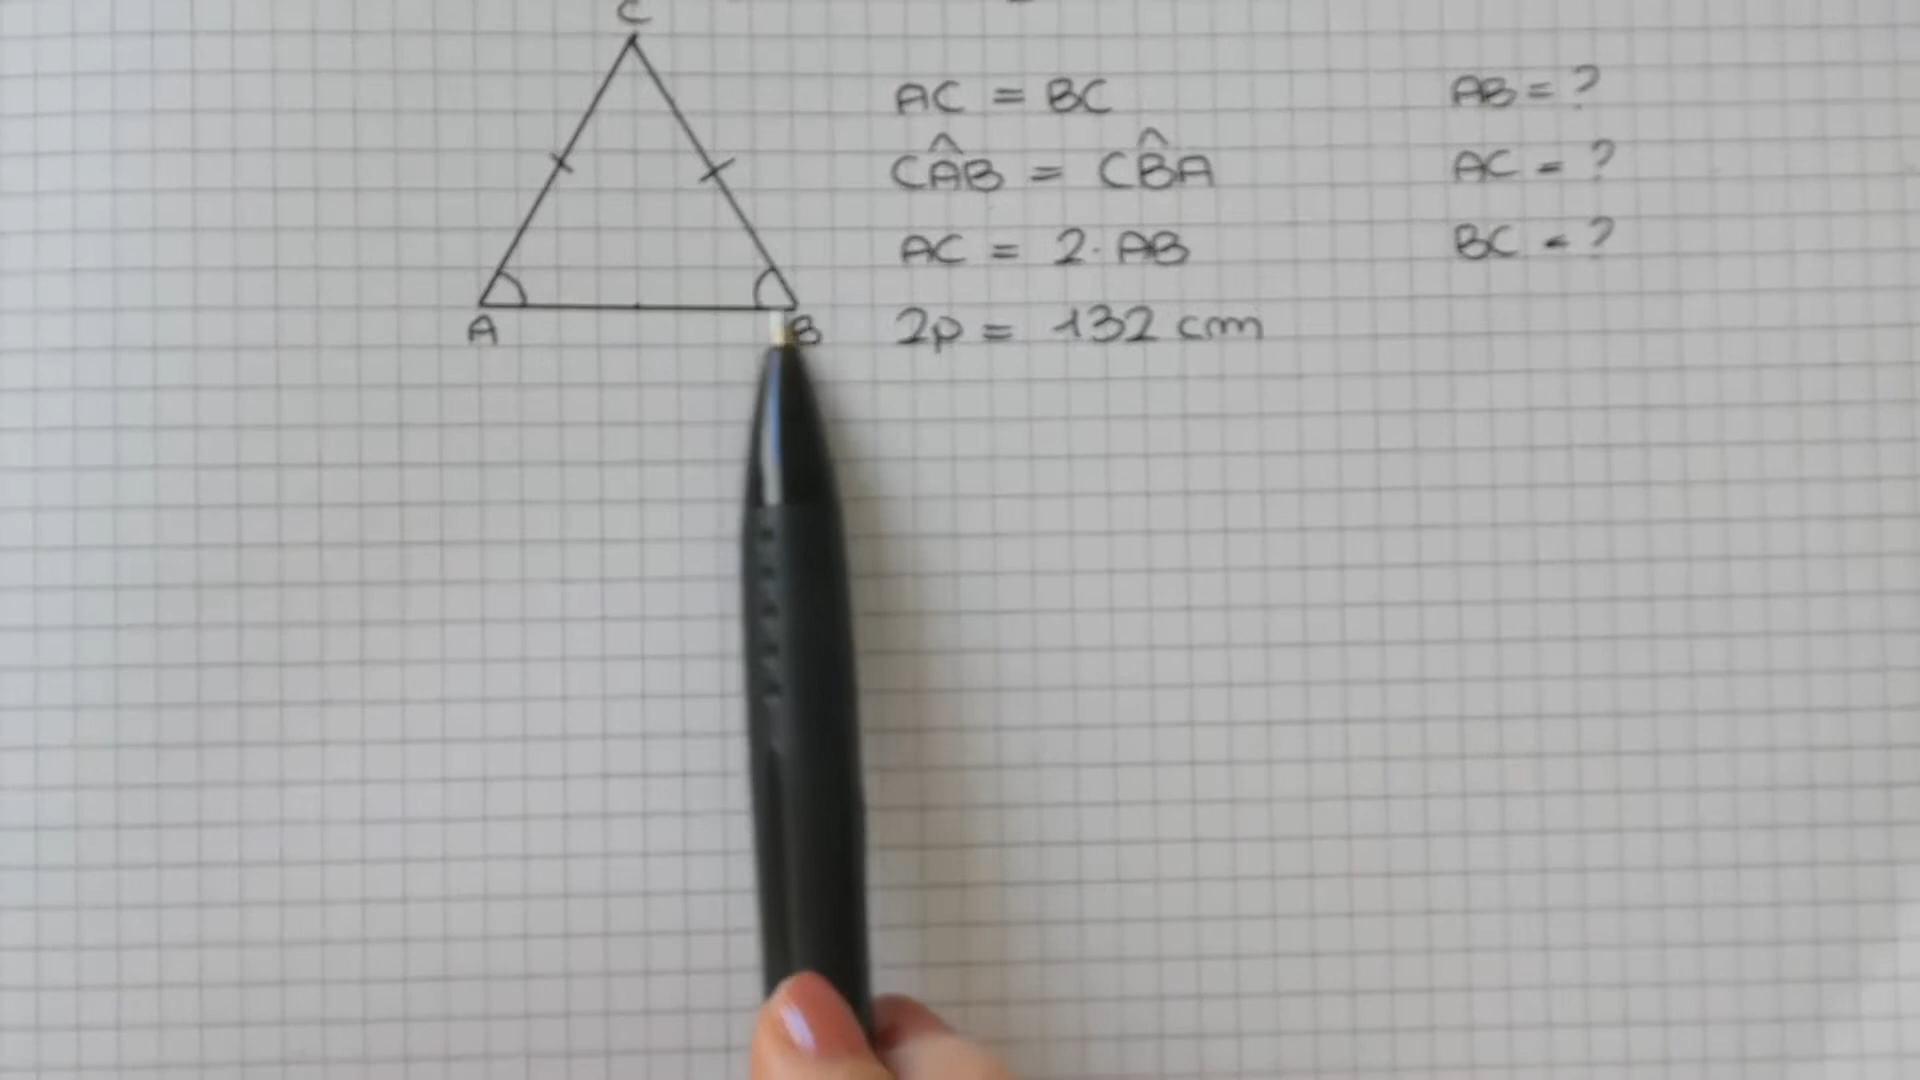 C
AC = BC
AB = ?
CÂB = CB̂A
AC = ?
AC = 2·AB
BC = ?
A
B
2p = 132 cm